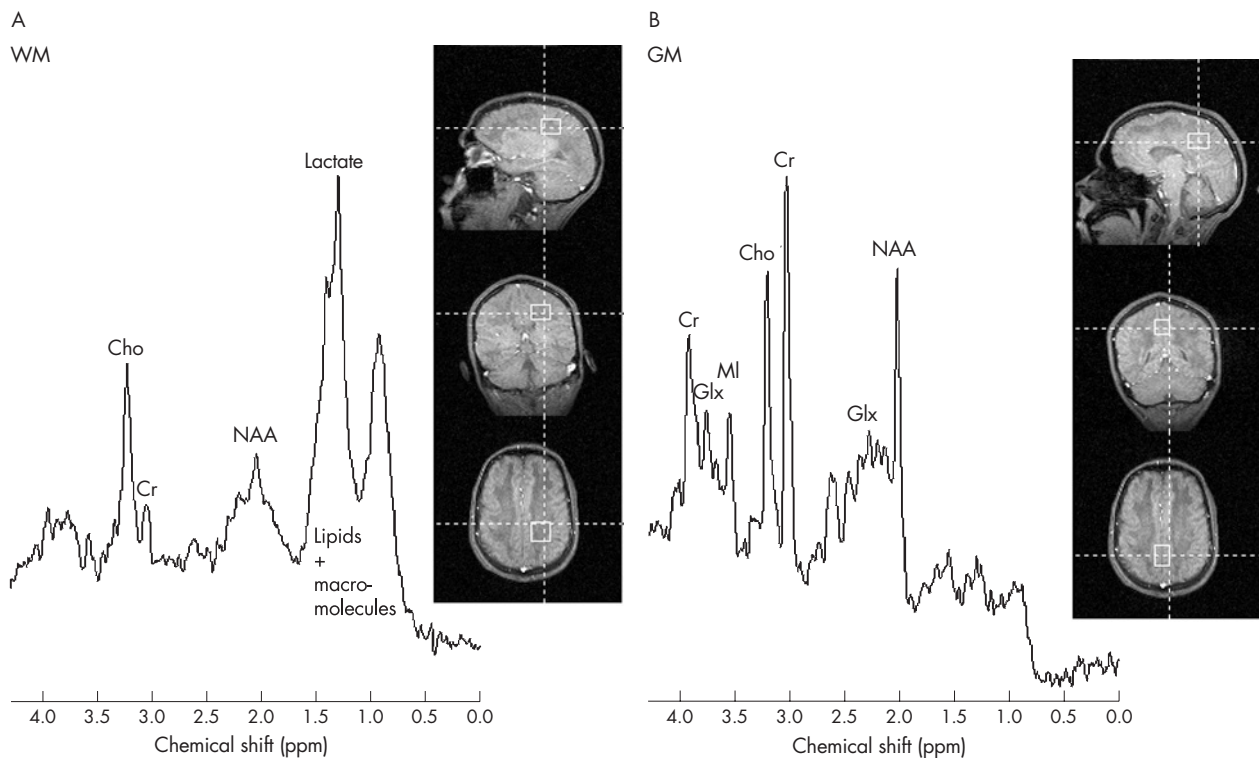 A
WM
Lactate
Cho
NAA
Cr
Lipids
+
macro-
molecules
4.0 3.5 3.0 2.5 2.0 1.5 1.0 0.5 0.0
Chemical shift (ppm)
B
GM
Cr
Cho
NAA
Cr
MI
Glx
Glx
4.0 3.5 3.0 2.5 2.0 1.5 1.0 0.5 0.0
Chemical shift (ppm)